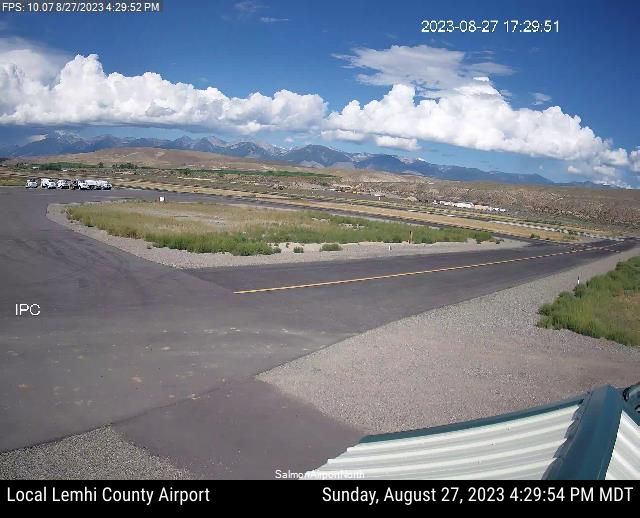 FPS: 10.07 8/27/2023 4:29:52 PM
2023-08-27 17:29:51
IPC
SalmonAirportNorth
Local Lemhi County Airport
Sunday, August 27, 2023 4:29:54 PM MDT